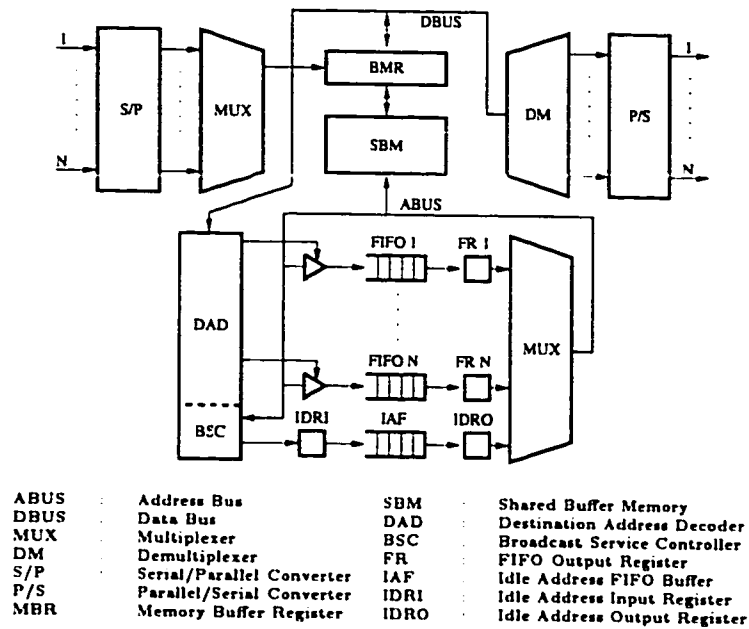 DBUS
I
BMR
I
S/P
MUX
DM
P/S
SBM
N
N
ABUS
FIFO 1
FR 1
DAD
MUX
FIFO N
FR N
IDRI
IAF
IDRO
BSC
ABUS : Address Bus
DBUS : Data Bus
MUX : Multiplexer
DM : Demultiplexer
S/P : Serial/Parallel Converter
P/S : Parallel/Serial Converter
MBR : Memory Buffer Register
SBM : Shared Buffer Memory
DAD : Destination Address Decoder
BSC : Broadcast Service Controller
FR : FIFO Output Register
IAF : Idle Address FIFO Buffer
IDRI : Idle Address Input Register
IDRO : Idle Address Output Register